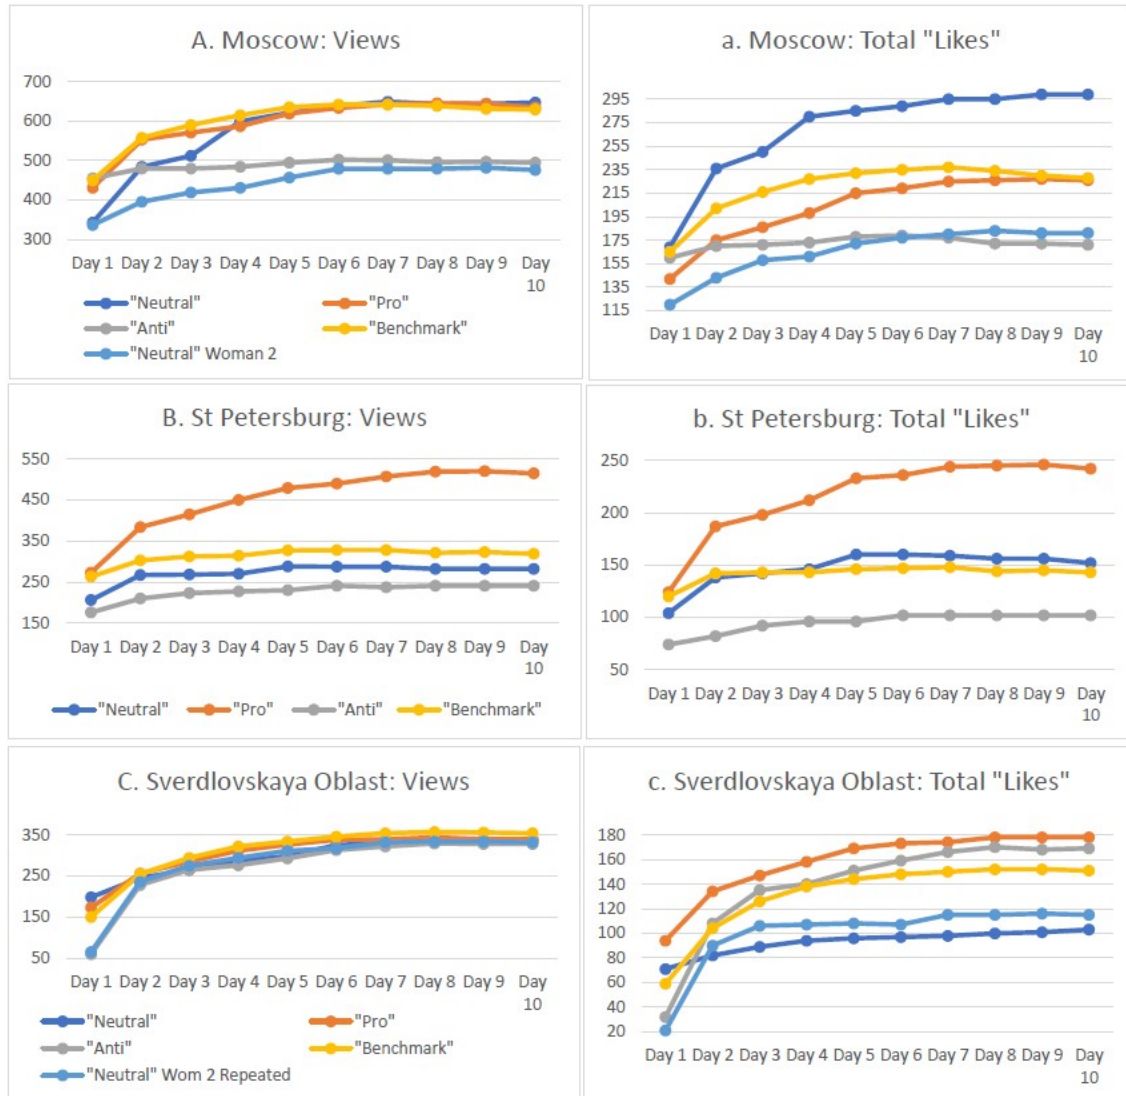 A. Moscow: Views
700
600
500
400
300
Day 1 Day 2 Day 3 Day 4 Day 5 Day 6 Day 7 Day 8 Day 9 Day
10
"Neutral" "Pro"
"Anti" "Benchmark"
"Neutral" Woman 2
a. Moscow: Total "Likes"
295
275
255
235
215
195
175
155
135
115
Day 1 Day 2 Day 3 Day 4 Day 5 Day 6 Day 7 Day 8 Day 9 Day
10
B. St Petersburg: Views
550
450
350
250
150
Day 1 Day 2 Day 3 Day 4 Day 5 Day 6 Day 7 Day 8 Day 9 Day
10
"Neutral" "Pro" "Anti" "Benchmark"
b. St Petersburg: Total "Likes"
250
200
150
100
50
Day 1 Day 2 Day 3 Day 4 Day 5 Day 6 Day 7 Day 8 Day 9 Day
10
C. Sverdlovskaya Oblast: Views
350
250
150
50
Day 1 Day 2 Day 3 Day 4 Day 5 Day 6 Day 7 Day 8 Day 9 Day
10
"Neutral" "Pro"
"Anti" "Benchmark"
"Neutral" Wom 2 Repeated
c. Sverdlovskaya Oblast: Total "Likes"
180
160
140
120
100
80
60
40
20
Day 1 Day 2 Day 3 Day 4 Day 5 Day 6 Day 7 Day 8 Day 9 Day
10